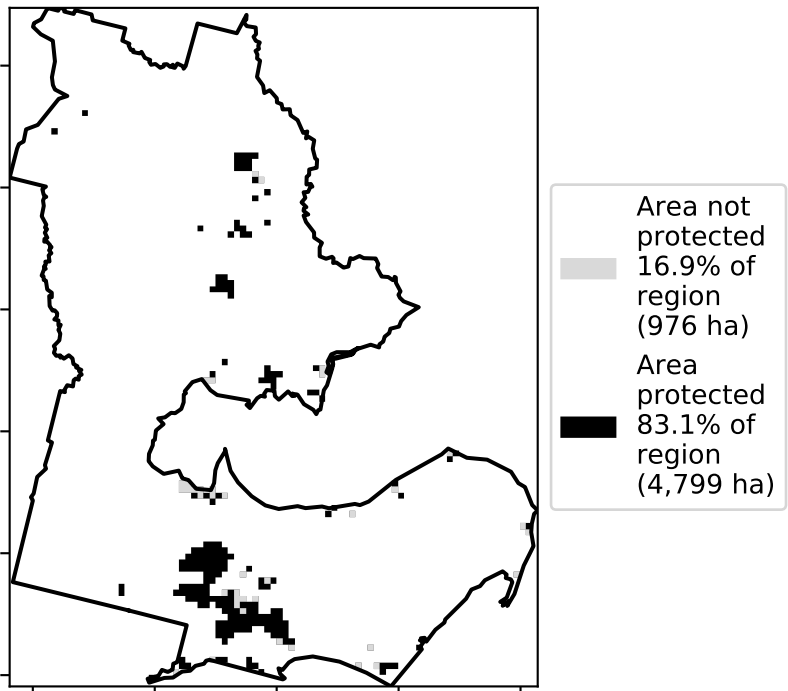 Area not
protected
16.9% of
region
(976 ha)
Area
protected
83.1% of
region
(4,799 ha)